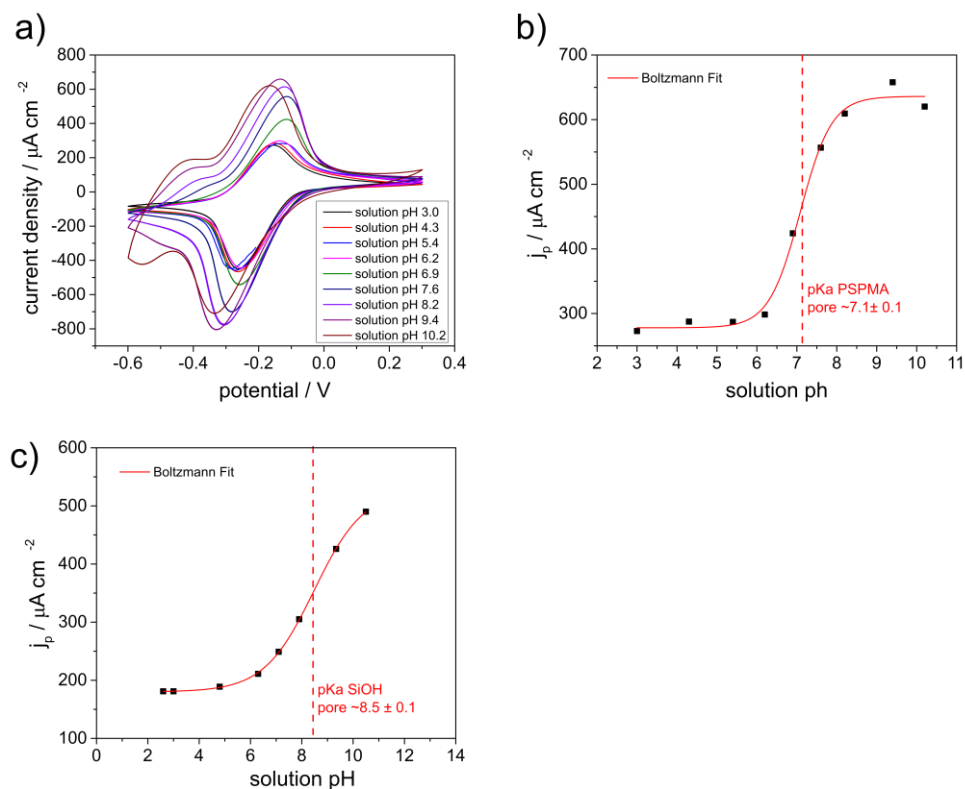 a)
800
600
400
200
0
-200
-400
-600
-800
current density / μA cm⁻²
-0.6
-0.4
-0.2
0.0
0.2
0.4
potential / V
solution pH 3.0
solution pH 4.3
solution pH 5.4
solution pH 6.2
solution pH 6.9
solution pH 7.6
solution pH 8.2
solution pH 9.4
solution pH 10.2
b)
700
600
500
400
300
jₚ / μA cm ⁻²
Boltzmann Fit
pKa PSPMA
pore ~7.1± 0.1
2
3
4
5
6
7
8
9
10
11
solution ph
c)
600
500
400
300
200
100
jₚ / μA cm ⁻²
Boltzmann Fit
pKa SiOH
pore ~8.5 ± 0.1
0
2
4
6
8
10
12
14
solution pH